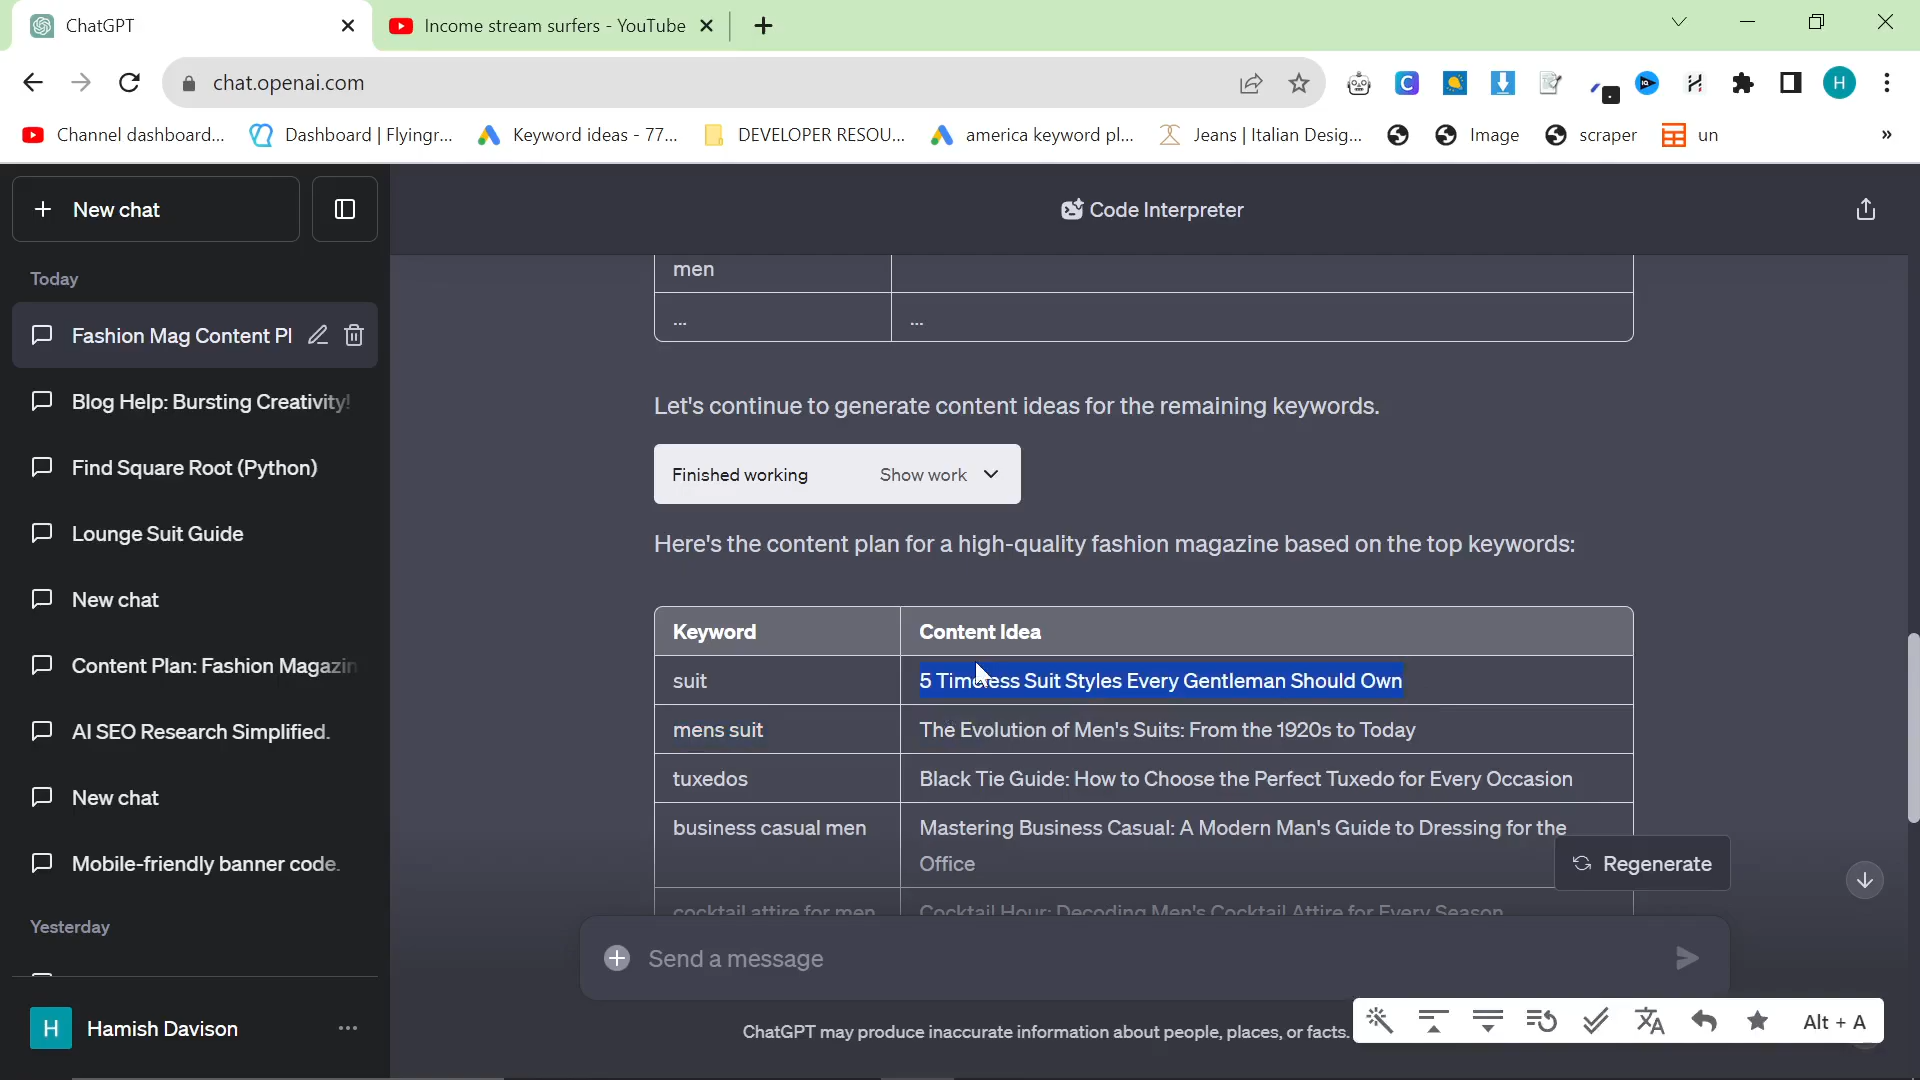 ChatGPT
Income stream surfers - YouTube
chat.openai.com
Channel dashboard...
Dashboard | Flyingr...
Keyword ideas - 77...
DEVELOPER RESOU...
america keyword pl...
Jeans | Italian Desig...
Image
scraper
un
»
New chat
Code Interpreter
Today
Fashion Mag Content Pl
Blog Help: Bursting Creativity!
Find Square Root (Python)
Lounge Suit Guide
New chat
Content Plan: Fashion Magazin
AI SEO Research Simplified.
New chat
Mobile-friendly banner code.
Yesterday
H Hamish Davison ...
men
... ...
Let's continue to generate content ideas for the remaining keywords.
Finished working Show work
Here's the content plan for a high-quality fashion magazine based on the top keywords:
Keyword Content Idea
suit 5 Timeless Suit Styles Every Gentleman Should Own
mens suit The Evolution of Men's Suits: From the 1920s to Today
tuxedos Black Tie Guide: How to Choose the Perfect Tuxedo for Every Occasion
business casual men Mastering Business Casual: A Modern Man's Guide to Dressing for the
Office
cocktail attire for men Cocktail Hour: Decoding Men's Cocktail Attire for Every Season
Regenerate
Send a message
ChatGPT may produce inaccurate information about people, places, or facts.
Alt + A